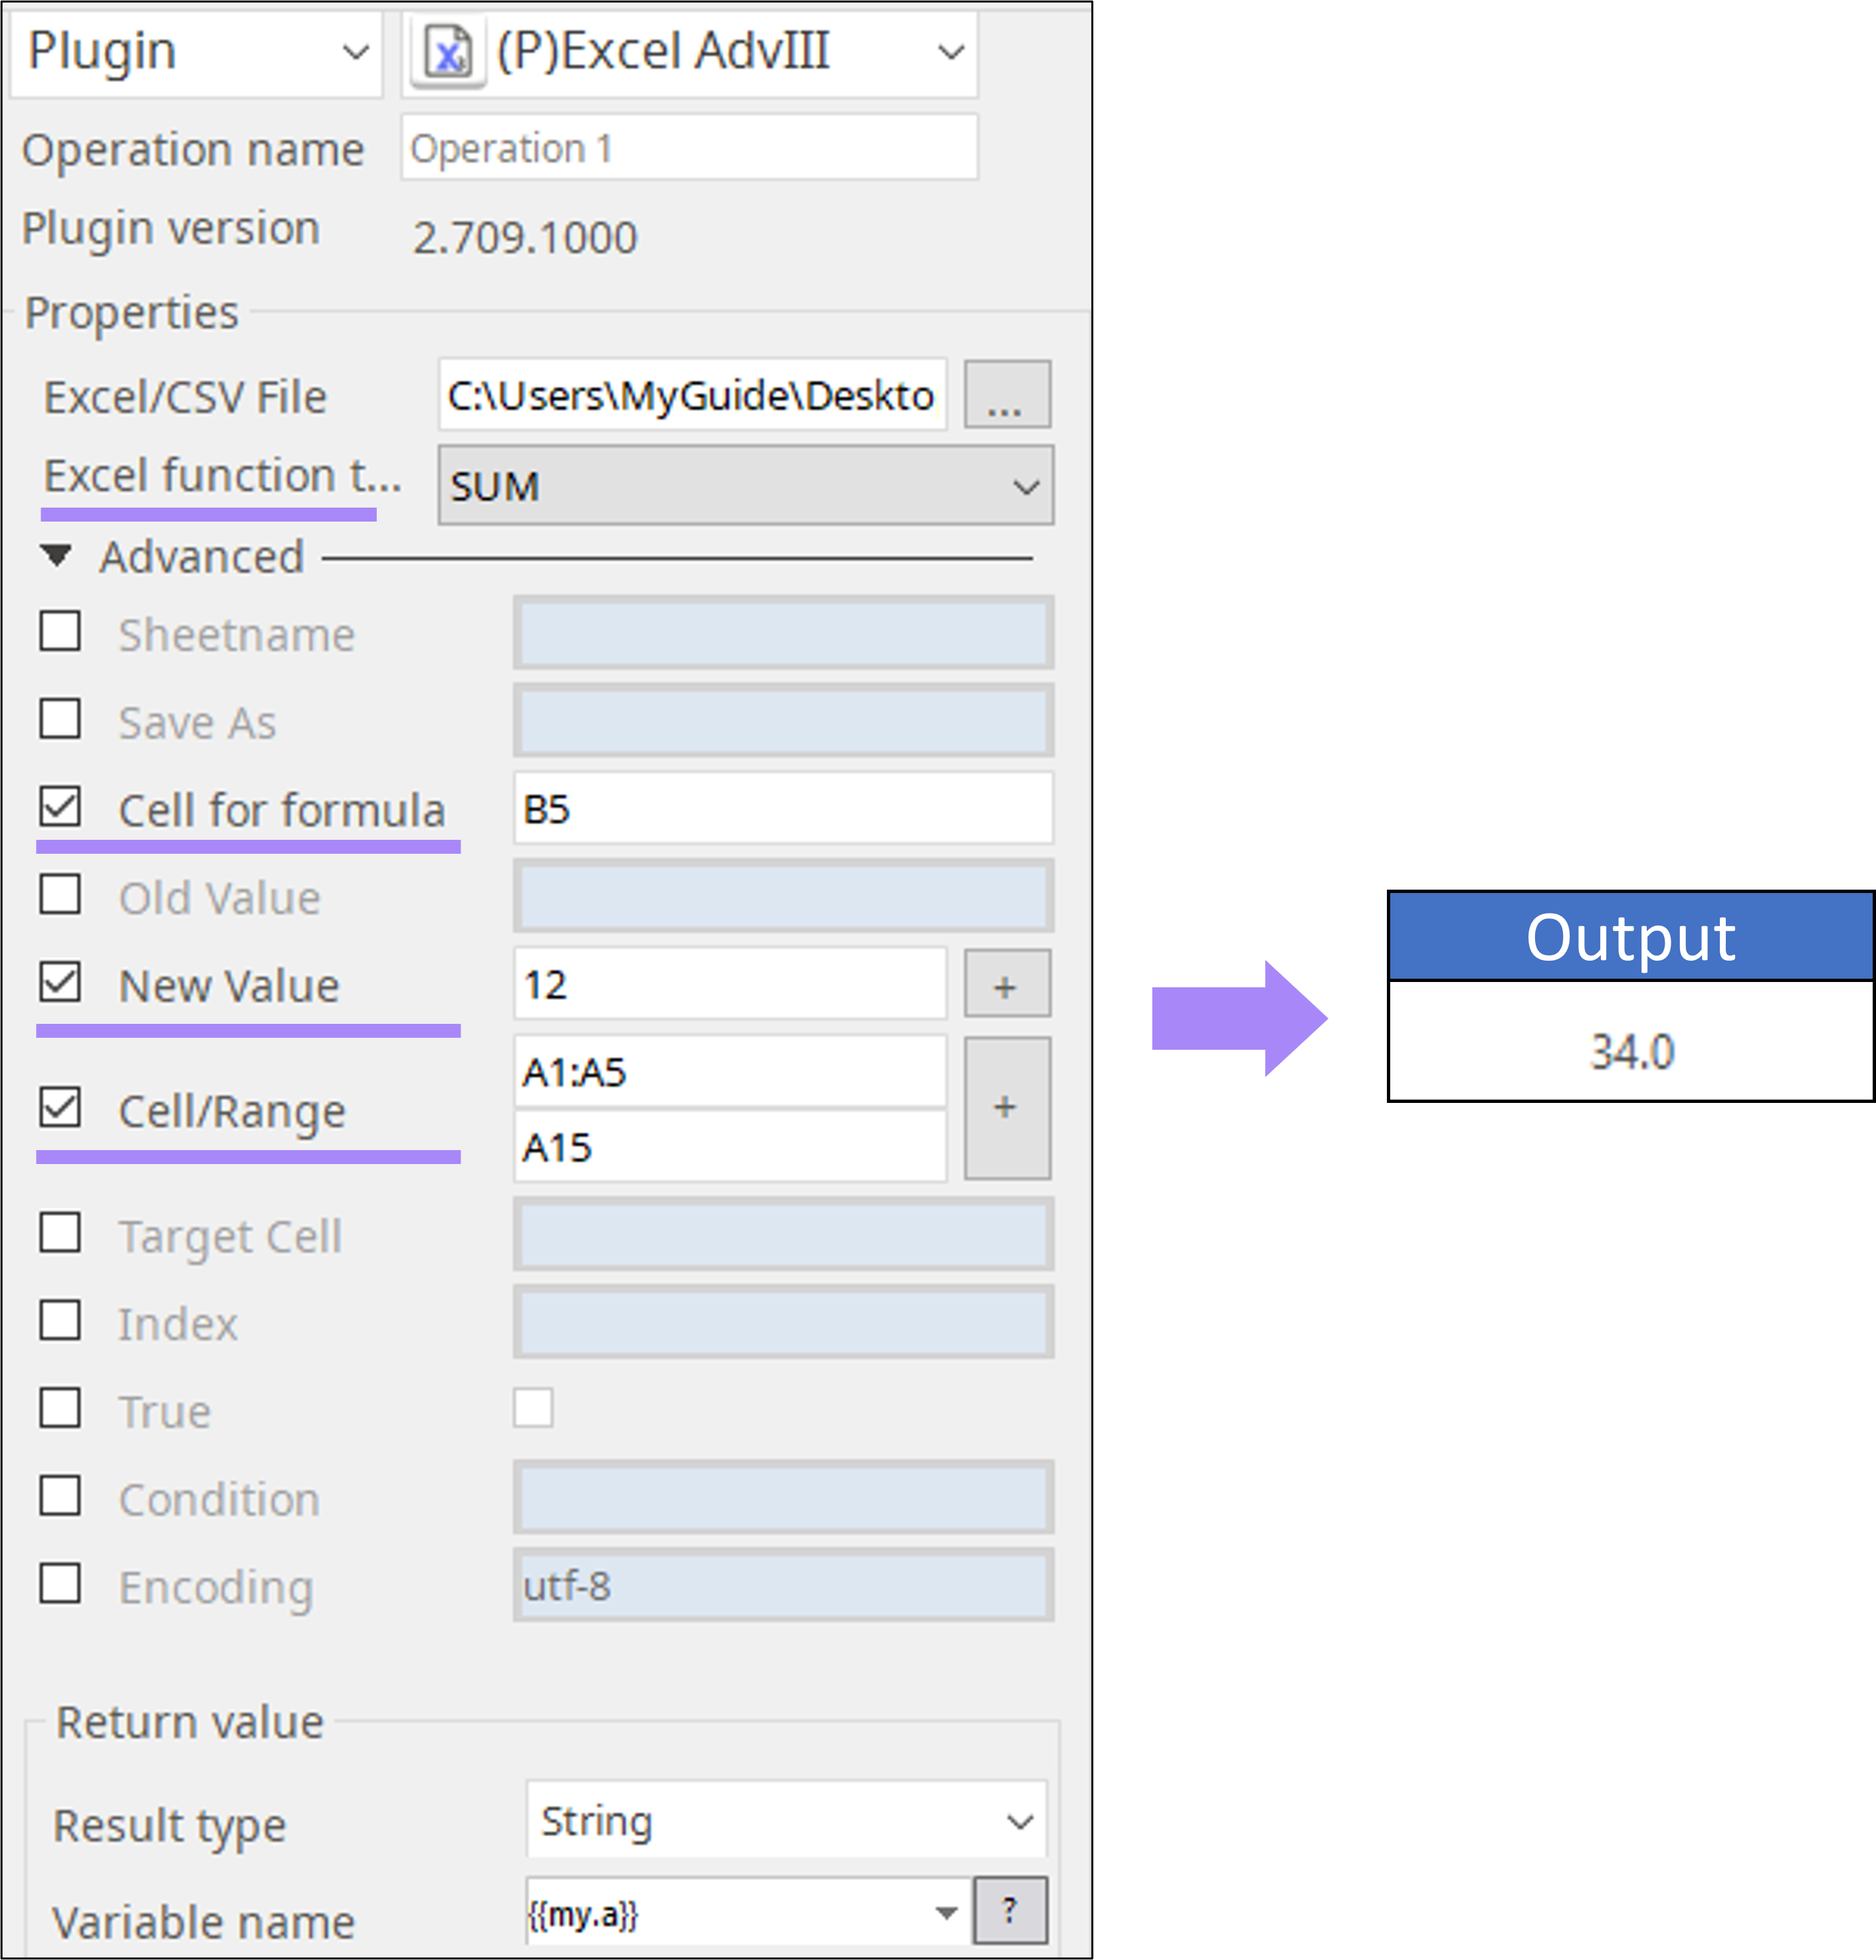 Plugin
(P)Excel AdvIII
Operation name
Operation 1
Plugin version
2.709.1000
Properties
Excel/CSV File
C:\Users\MyGuide\Deskto
...
Excel function t...
SUM
Advanced
Sheetname
Save As
Cell for formula
B5
Old Value
New Value
12
+
Cell/Range
A1:A5
A15
+
Target Cell
Index
True
Condition
Encoding
utf-8
Return value
Result type
String
Variable name
{{my.a}}
?
Output
34.0